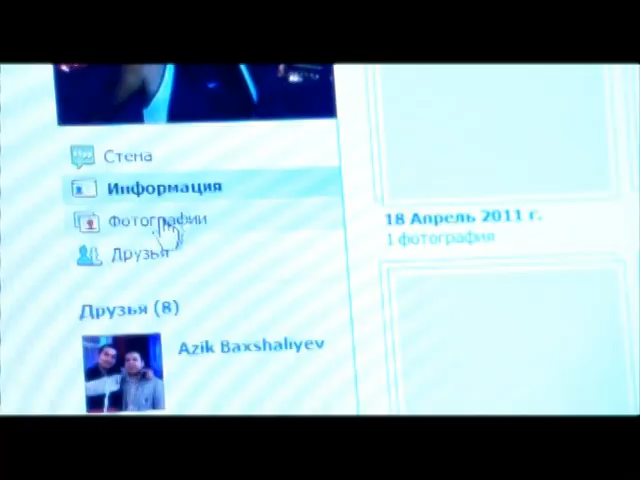 Стена
Информация
Фотографии
Друзья
Друзья (8)
Azik Baxshaliyev
18 Апрель 2011 г.
1 фотография